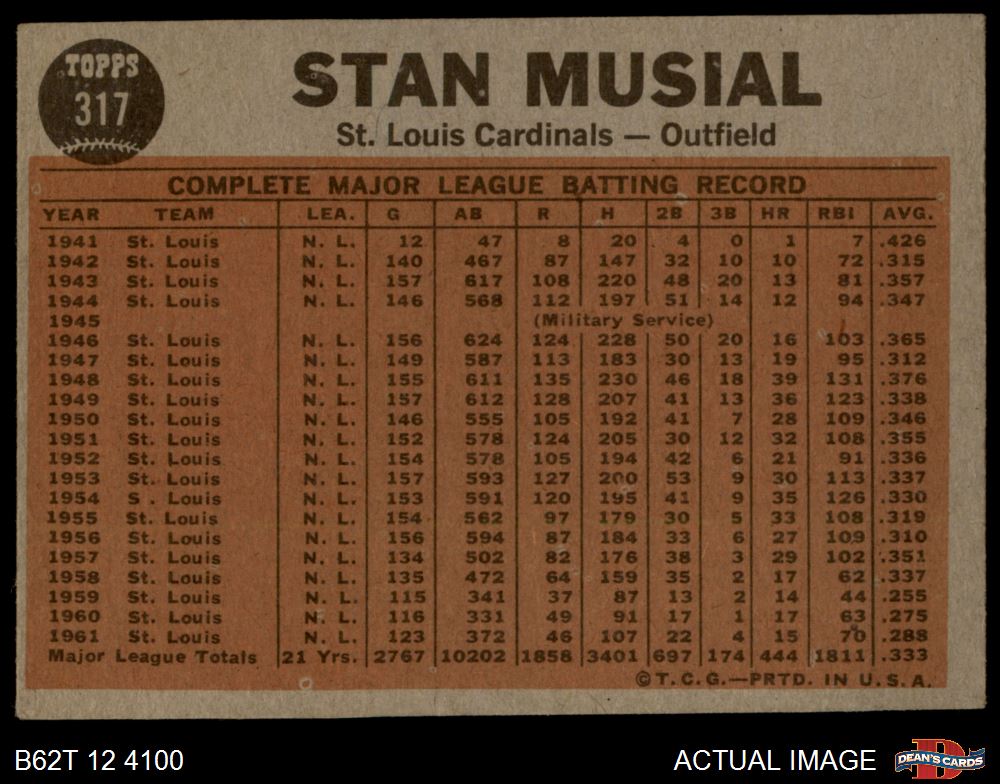 TOPPS
317
STAN MUSIAL
St. Louis Cardinals — Outfield
COMPLETE MAJOR LEAGUE BATTING RECORD
YEAR TEAM LEA. G AB R H 2B 3B HR RBI AVG.
1941 St. Louis N. L. 12 47 8 20 4 0 1 7 .426
1942 St. Louis N. L. 140 467 87 147 32 10 10 72 .315
1943 St. Louis N. L. 157 617 108 220 48 20 13 81 .357
1944 St. Louis N. L. 146 568 112 197 51 14 12 94 .347
1945 (Military Service)
1946 St. Louis N. L. 156 624 124 228 50 20 16 103 .365
1947 St. Louis N. L. 149 587 113 183 30 13 19 95 .312
1948 St. Louis N. L. 155 611 135 230 46 18 39 131 .376
1949 St. Louis N. L. 157 612 128 207 41 13 36 123 .338
1950 St. Louis N. L. 146 555 105 192 41 7 28 109 .346
1951 St. Louis N. L. 152 578 124 205 30 12 32 108 .355
1952 St. Louis N. L. 154 578 105 194 42 6 21 91 .336
1953 St. Louis N. L. 157 593 127 200 53 9 30 113 .337
1954 S . Louis N. L. 153 591 120 195 41 9 35 126 .330
1955 St. Louis N. L. 154 562 97 179 30 5 33 108 .319
1956 St. Louis N. L. 156 594 87 184 33 6 27 109 .310
1957 St. Louis N. L. 134 502 82 176 38 3 29 102 .351
1958 St. Louis N. L. 135 472 64 159 35 2 17 62 .337
1959 St. Louis N. L. 115 341 37 87 13 2 14 44 .255
1960 St. Louis N. L. 116 331 49 91 17 1 17 63 .275
1961 St. Louis N. L. 123 372 46 107 22 4 15 70 .288
Major League Totals 21 Yrs. 2767 10202 1858 3401 697 174 444 1811 .333
© T. C. G.—PRTD. IN U. S. A.
B62T 12 4100 ACTUAL IMAGE
D
DEAN'S CARDS